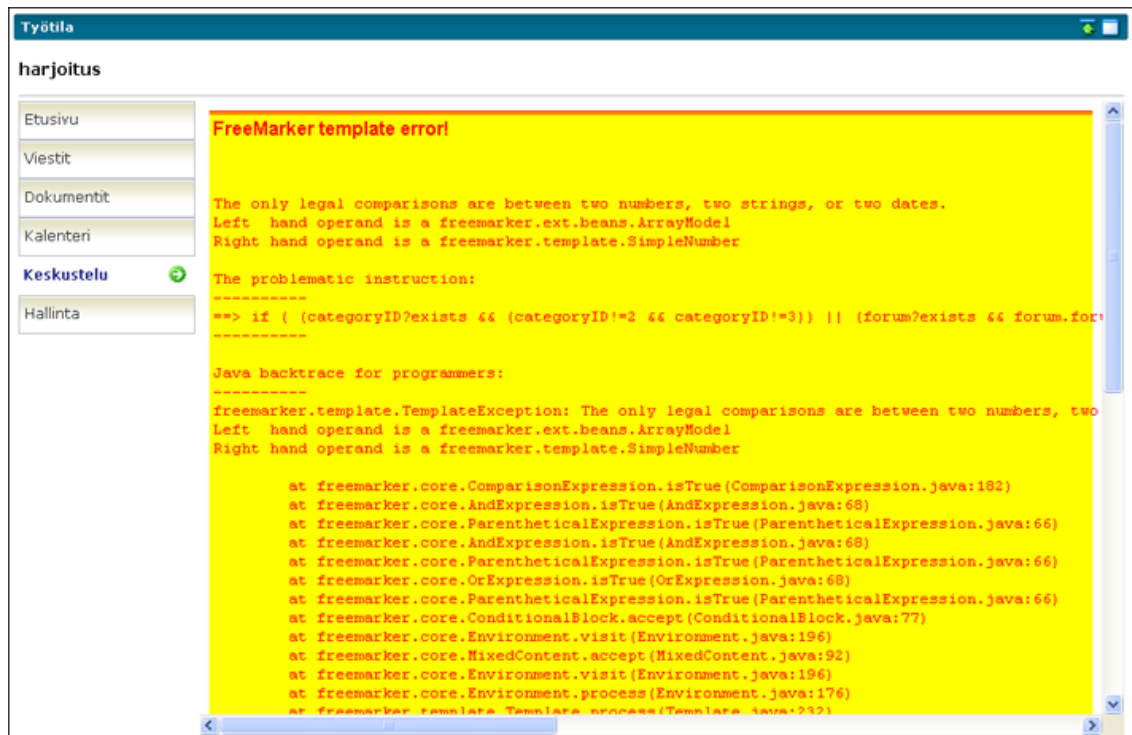 Työtila
harjoitus
Etusivu
Viestit
Dokumentit
Kalenteri
Keskustelu
Hallinta
FreeMarker template error!
The only legal comparisons are between two numbers, two strings, or two dates.
Left  hand operand is a freemarker.ext.beans.ArrayModel
Right hand operand is a freemarker.template.SimpleNumber
The problematic instruction:
----------
==> if ( (categoryID?exists && (categoryID!=2 && categoryID!=3)) || (forum?exists && forum.foru
----------
Java backtrace for programmers:
----------
freemarker.template.TemplateException: The only legal comparisons are between two numbers, two
Left  hand operand is a freemarker.ext.beans.ArrayModel
Right hand operand is a freemarker.template.SimpleNumber
at freemarker.core.ComparisonExpression.isTrue(ComparisonExpression.java:182)
at freemarker.core.AndExpression.isTrue(AndExpression.java:68)
at freemarker.core.ParentheticalExpression.isTrue(ParentheticalExpression.java:66)
at freemarker.core.AndExpression.isTrue(AndExpression.java:68)
at freemarker.core.ParentheticalExpression.isTrue(ParentheticalExpression.java:66)
at freemarker.core.OrExpression.isTrue(OrExpression.java:68)
at freemarker.core.ParentheticalExpression.isTrue(ParentheticalExpression.java:66)
at freemarker.core.ConditionalBlock.accept(ConditionalBlock.java:77)
at freemarker.core.Environment.visit(Environment.java:196)
at freemarker.core.MixedContent.accept(MixedContent.java:92)
at freemarker.core.Environment.visit(Environment.java:196)
at freemarker.core.Environment.process(Environment.java:176)
at freemarker.template.Template.process(Template.java:232)